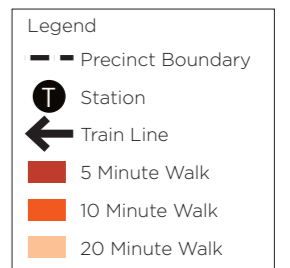 Legend
Precinct Boundary
T Station
Train Line
5 Minute Walk
10 Minute Walk
20 Minute Walk